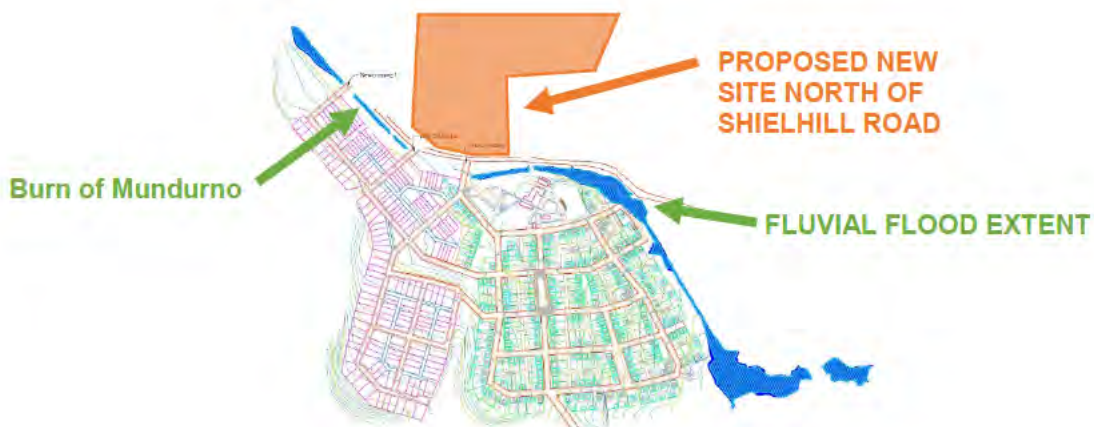 PROPOSED NEW
SITE NORTH OF
SHIELHILL ROAD
Burn of Mundurno
FLUVIAL FLOOD EXTENT